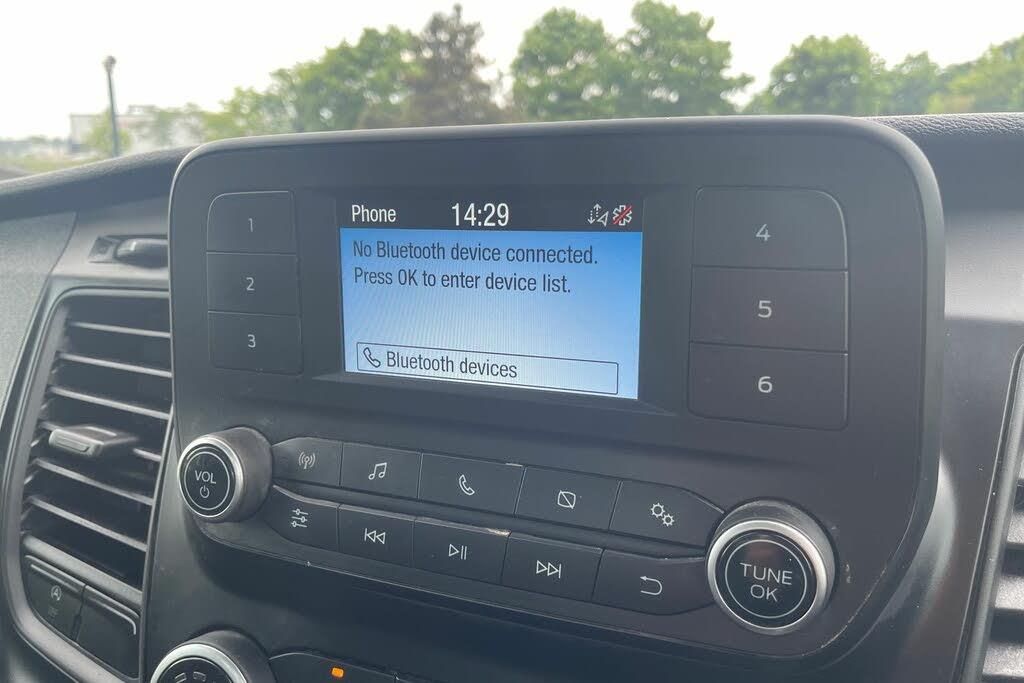 Phone 14:29
No Bluetooth device connected.
Press OK to enter device list.
Bluetooth devices
1
2
3
4
5
6
VOL
TUNE
OK